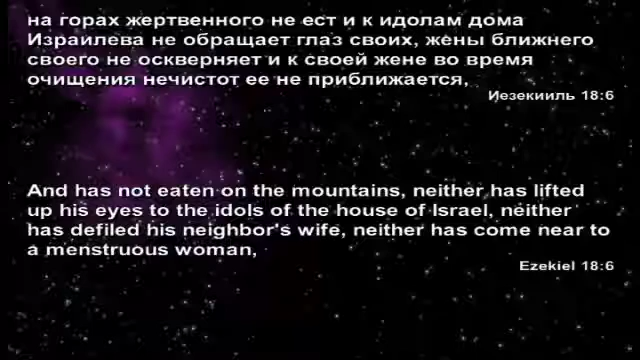 на горах жертвенного не ест и к идолам дома
Израилева не обращает глаз своих, жены ближнего
своего не оскверняет и к своей жене во время
очищения нечистот ее не приближается,
Иезекииль 18:6
And has not eaten on the mountains, neither has lifted
up his eyes to the idols of the house of Israel, neither
has defiled his neighbor's wife, neither has come near to
a menstruous woman,
Ezekiel 18:6